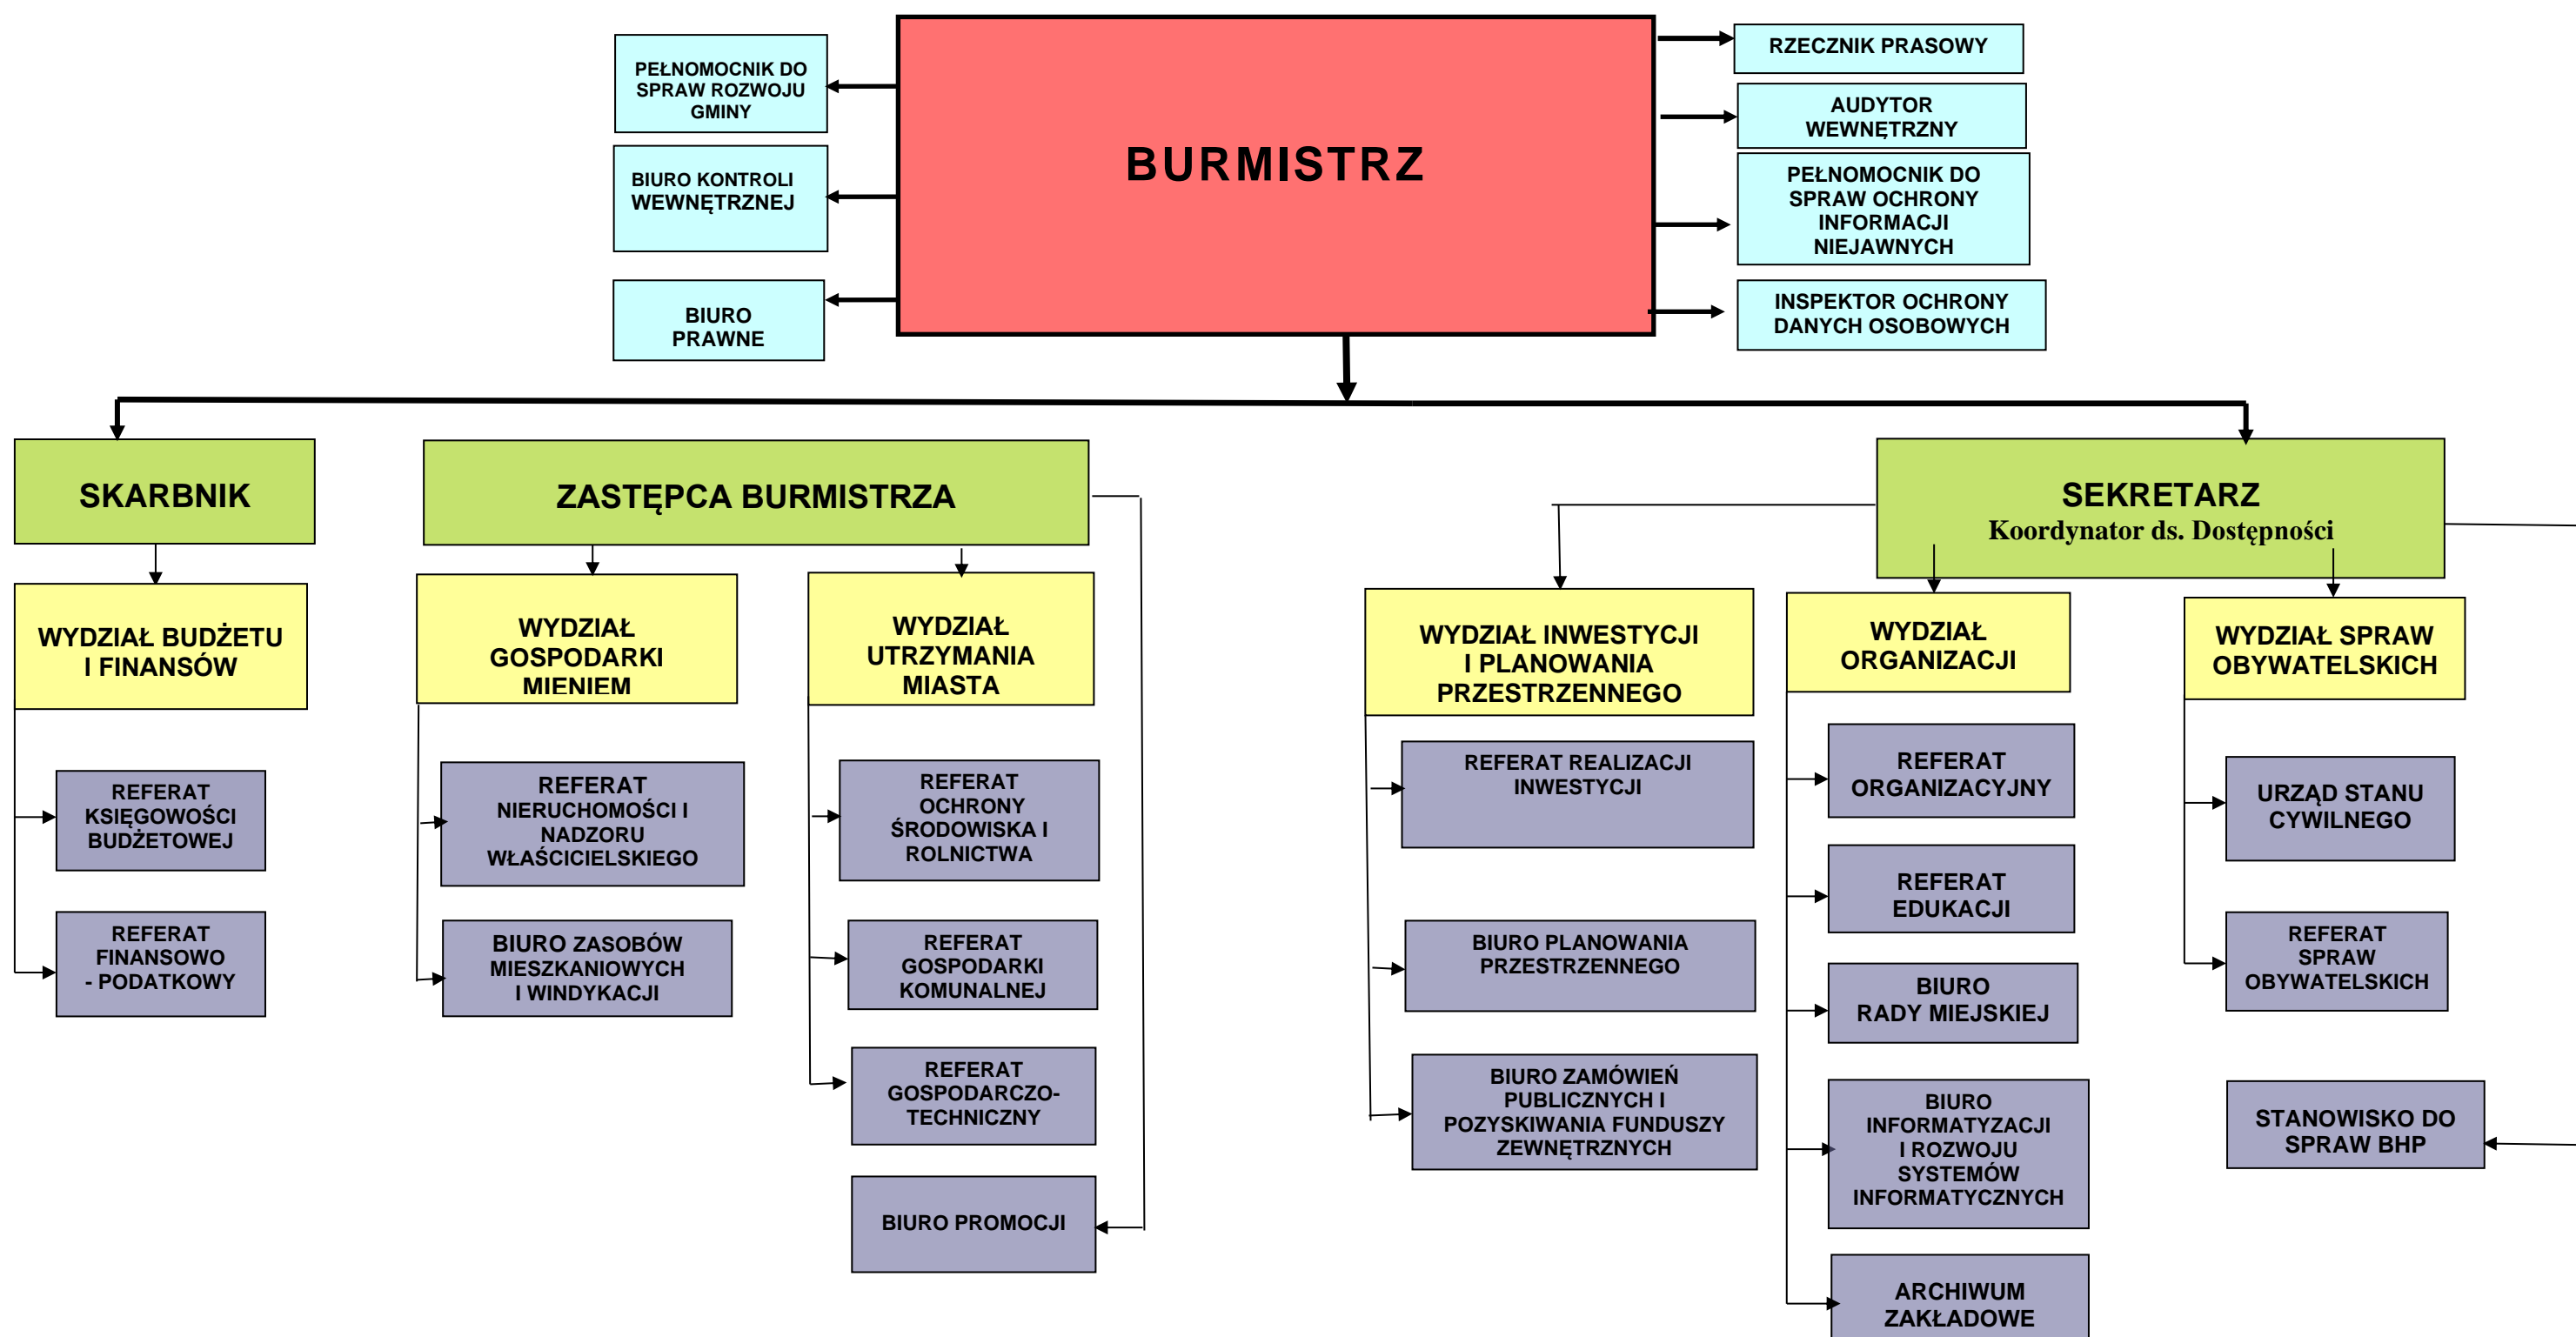 BURMISTRZ
PEŁNOMOCNIK DO
SPRAW ROZWOJU
GMINY
BIURO KONTROLI
WEWNĘTRZNEJ
BIURO
PRAWNE
RZECZNIK PRASOWY
AUDYTOR
WEWNĘTRZNY
PEŁNOMOCNIK DO
SPRAW OCHRONY
INFORMACJI
NIEJAWNYCH
INSPEKTOR OCHRONY
DANYCH OSOBOWYCH
SKARBNIK
ZASTĘPCA BURMISTRZA
SEKRETARZ
Koordynator ds. Dostępności
WYDZIAŁ BUDŻETU
I FINANSÓW
WYDZIAŁ
GOSPODARKI
MIENIEM
WYDZIAŁ
UTRZYMANIA
MIASTA
WYDZIAŁ INWESTYCJI
I PLANOWANIA
PRZESTRZENNEGO
WYDZIAŁ
ORGANIZACJI
WYDZIAŁ SPRAW
OBYWATELSKICH
REFERAT
KSIĘGOWOŚCI
BUDŻETOWEJ
REFERAT
FINANSOWO
- PODATKOWY
REFERAT
NIERUCHOMOŚCI I
NADZORU
WŁAŚCICIELSKIEGO
BIURO ZASOBÓW
MIESZKANIOWYCH
I WINDYKACJI
REFERAT
OCHRONY
ŚRODOWISKA I
ROLNICTWA
REFERAT
GOSPODARKI
KOMUNALNEJ
REFERAT
GOSPODARCZO-
TECHNICZNY
BIURO PROMOCJI
REFERAT REALIZACJI
INWESTYCJI
BIURO PLANOWANIA
PRZESTRZENNEGO
BIURO ZAMÓWIEŃ
PUBLICZNYCH I
POZYSKIWANIA FUNDUSZY
ZEWNĘTRZNYCH
REFERAT
ORGANIZACYJNY
REFERAT
EDUKACJI
BIURO
RADY MIEJSKIEJ
BIURO
INFORMATYZACJI
I ROZWOJU
SYSTEMÓW
INFORMATYCZNYCH
ARCHIWUM
ZAKŁADOWE
URZĄD STANU
CYWILNEGO
REFERAT
SPRAW
OBYWATELSKICH
STANOWISKO DO
SPRAW BHP